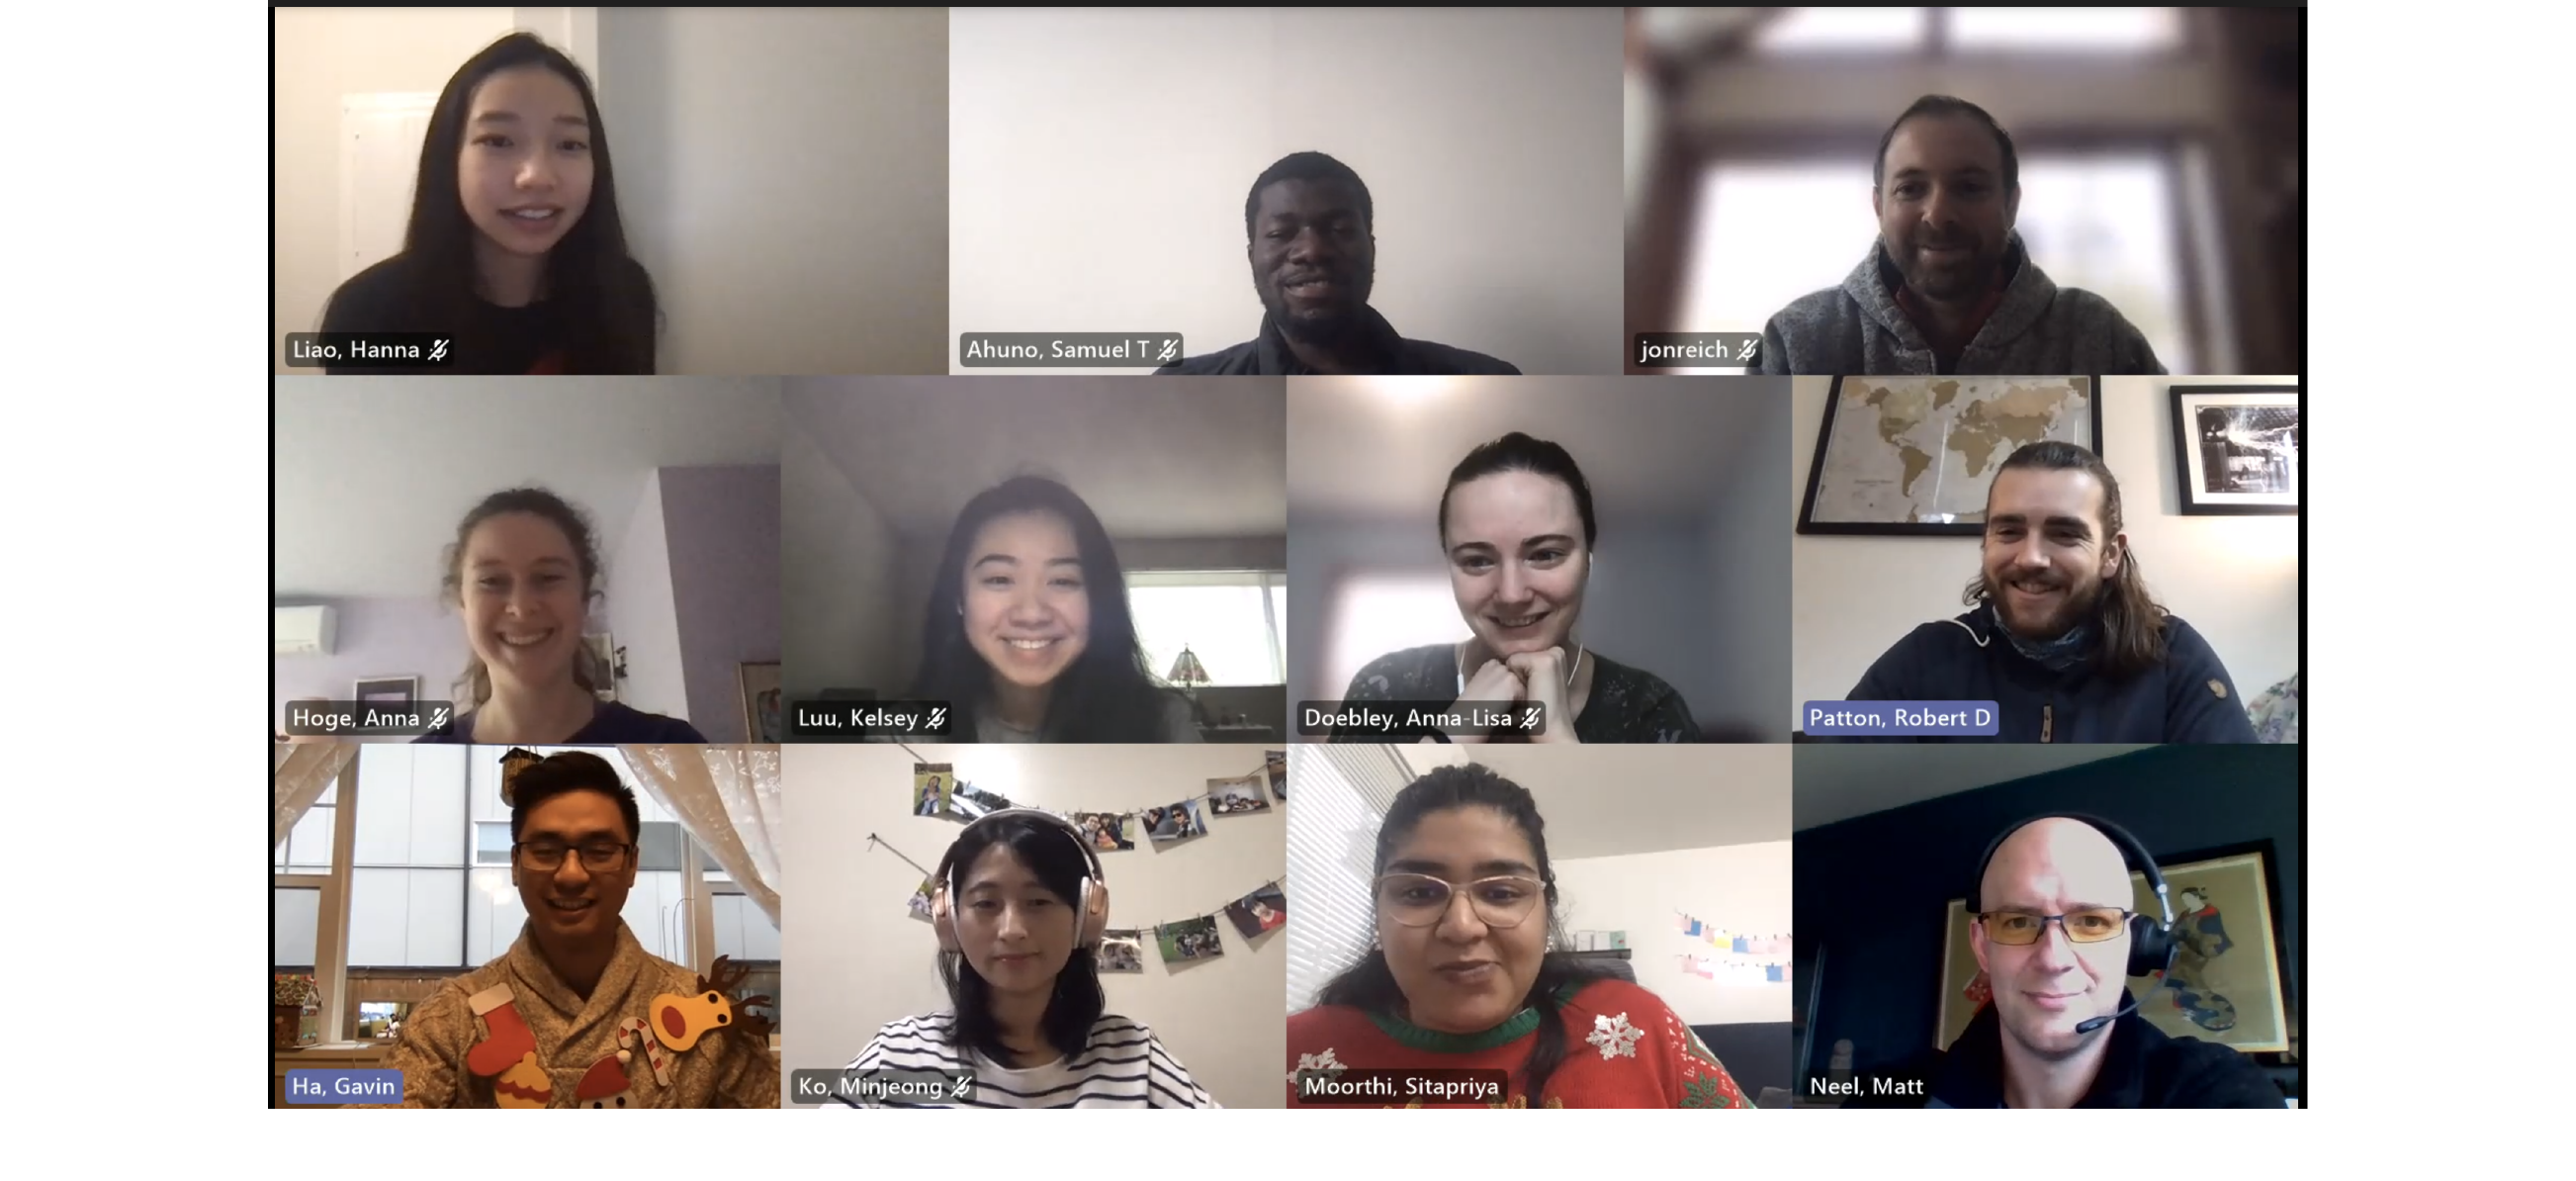 Liao, Hanna
Ahuno, Samuel T
jonreich
Hoge, Anna
Luu, Kelsey
Doebley, Anna-Lisa
Patton, Robert D
Ha, Gavin
Ko, Minjeong
Moorthi, Sitapriya
Neel, Matt